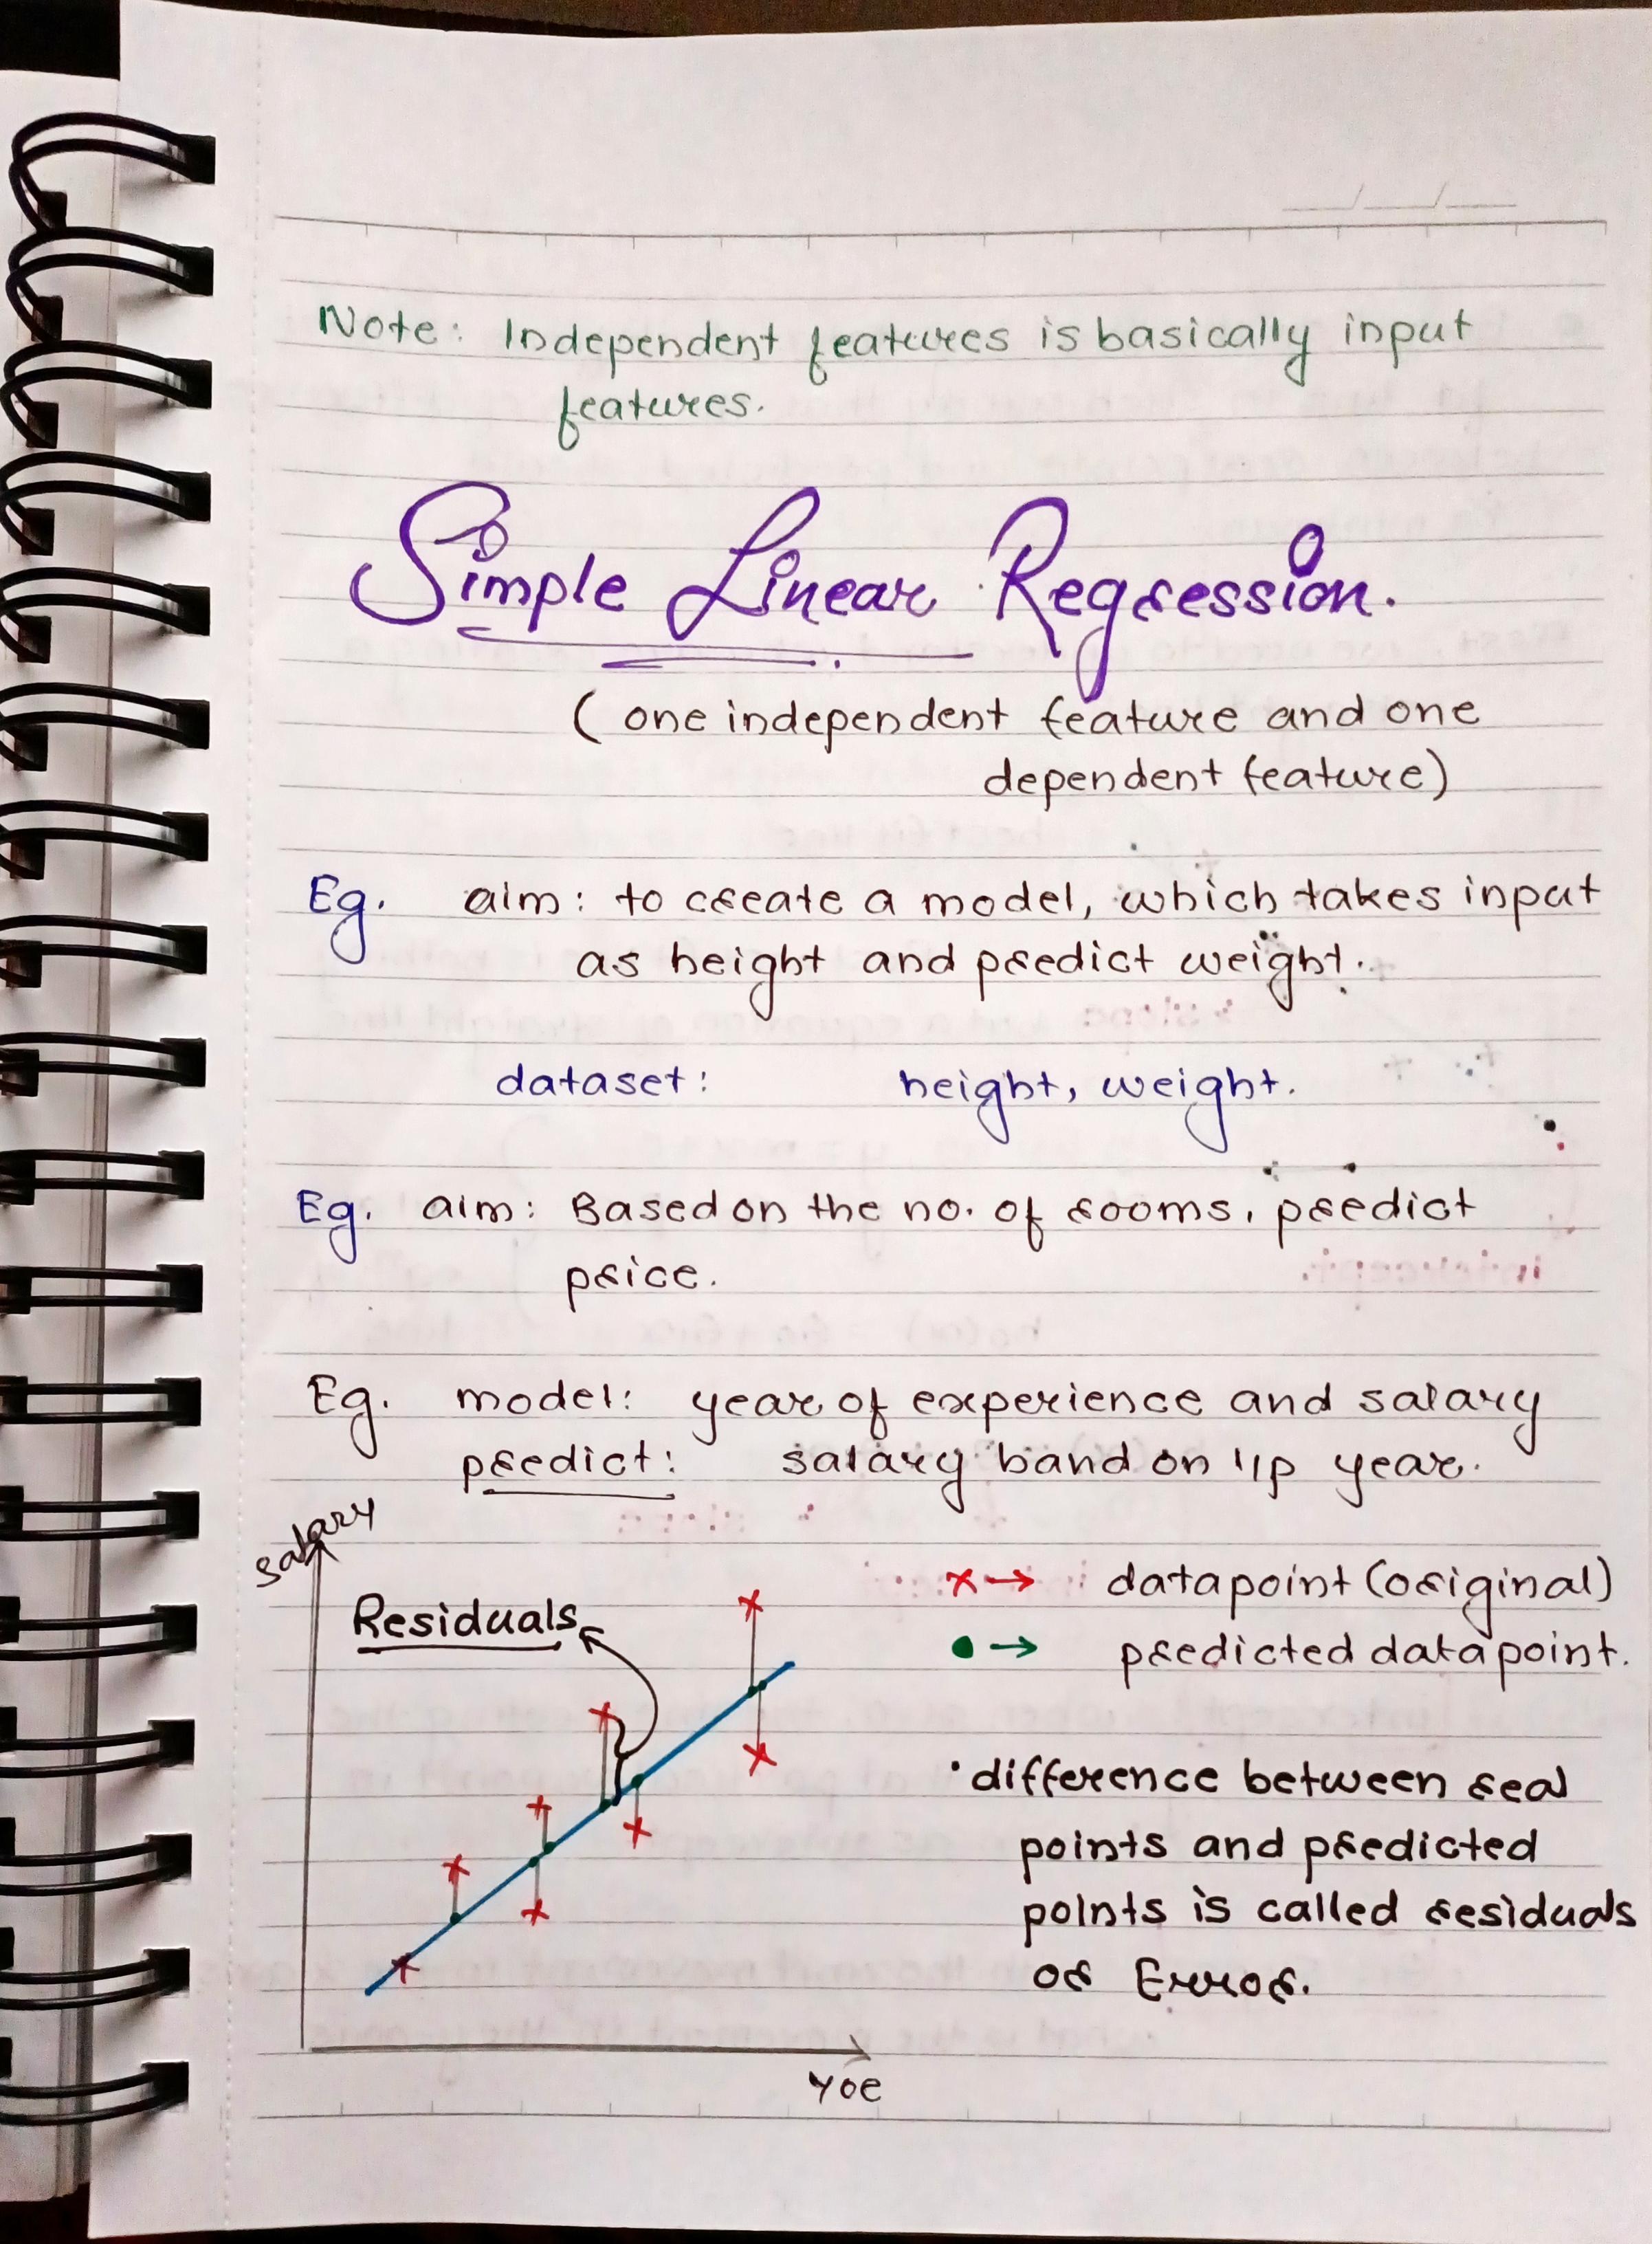 Note: Independent features is basically input
features.
Simple Linear Regression.
( one independent feature and one
dependent feature)
Eg. aim: to create a model, which takes input
as height and predict weight.
dataset: height, weight.
Eg. aim: Based on the no. of rooms, predict
price.
Eg. model: year of experience and salary
predict: salary band on i/p year.
salary
Residuals
x → datapoint (original)
• → predicted datapoint.
• difference between real
points and predicted
points is called residuals
or Error.
YOE